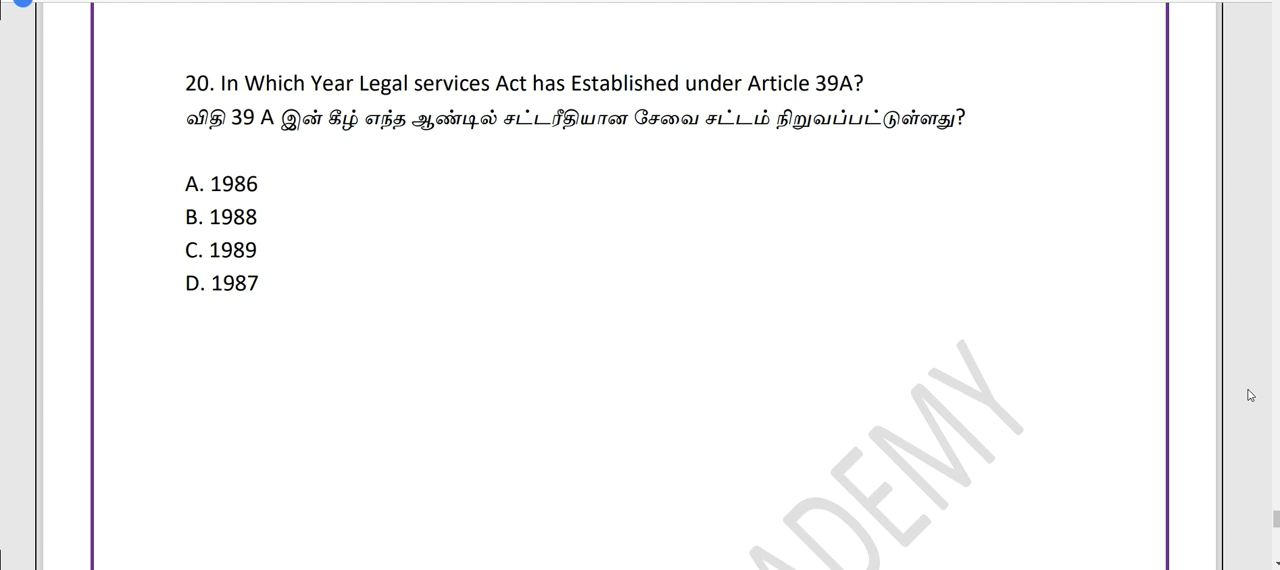 20. In Which Year Legal services Act has Established under Article 39A?
விதி 39 A இன் கீழ் எந்த ஆண்டில் சட்டரீதியான சேவை சட்டம் நிறுவப்பட்டுள்ளது?
A. 1986
B. 1988
C. 1989
D. 1987
ADEMY